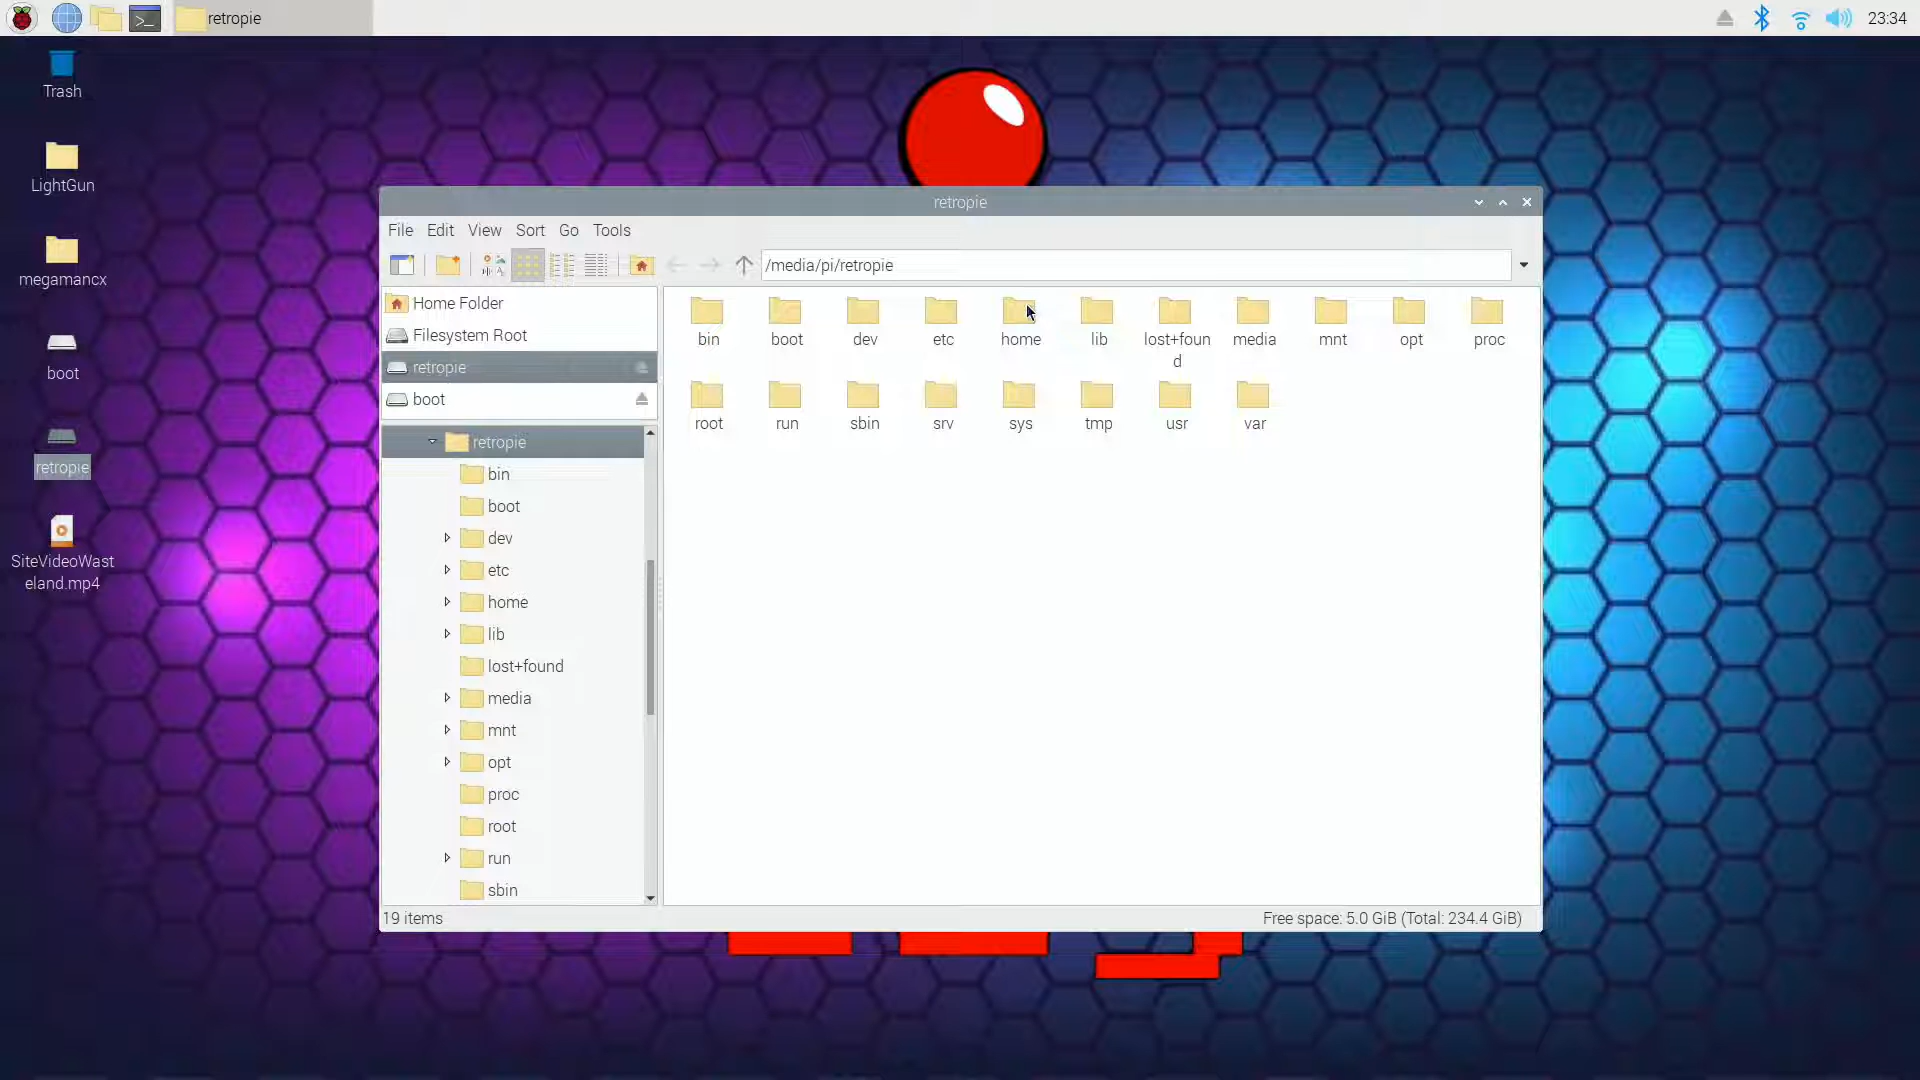 retropie
23:34
Trash
LightGun
megamancx
boot
retropie
SiteVideoWast
eland.mp4
retropie
File Edit View Sort Go Tools
/media/pi/retropie
Home Folder
Filesystem Root
retropie
boot
retropie
bin
boot
dev
etc
home
lib
lost+found
media
mnt
opt
proc
root
run
sbin
bin boot dev etc home lib lost+foun media mnt opt proc
d
root run sbin srv sys tmp usr var
19 items
Free space: 5.0 GiB (Total: 234.4 GiB)